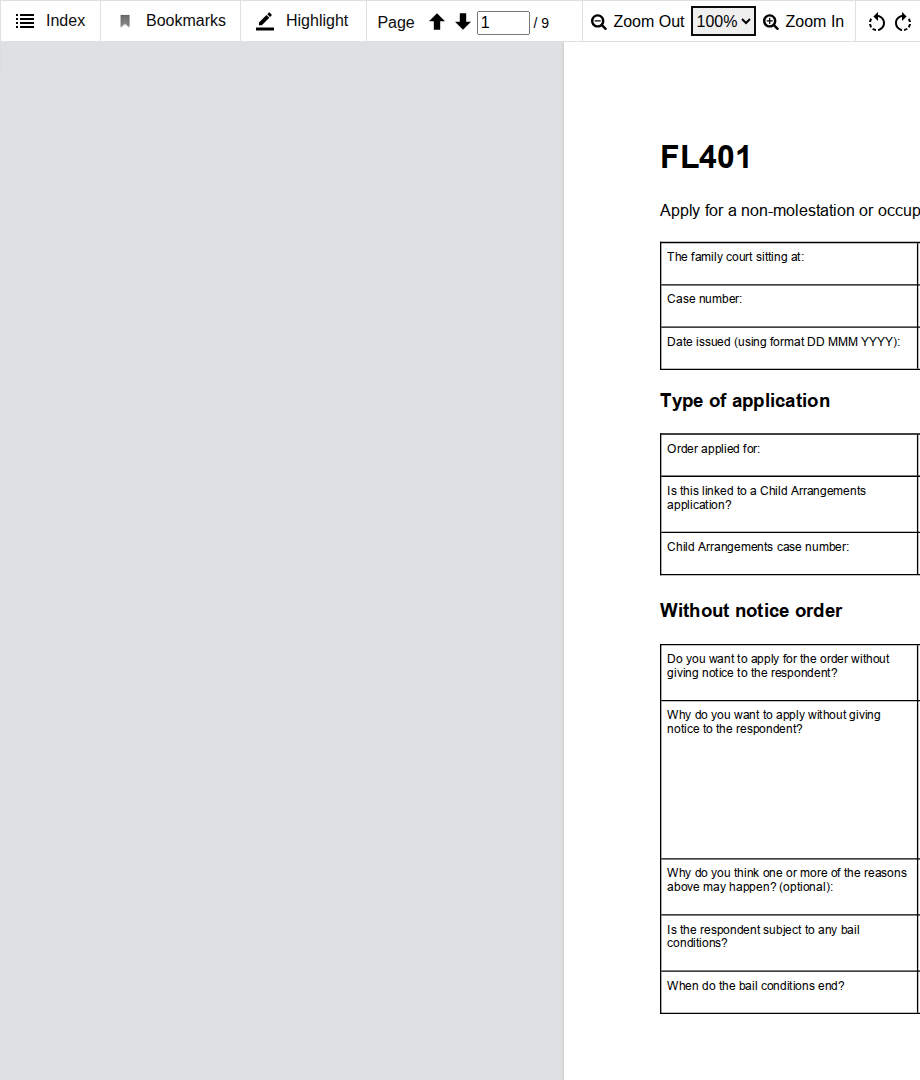 Index Bookmarks Highlight Page 1 / 9 Zoom Out 100% Zoom In
FL401
Apply for a non-molestation or
The family court sitting at:
Case number:
Date issued (using format DD MMM YYYY):
Type of application
Order applied for:
Is this linked to a Child Arrangements
application?
Child Arrangements case number:
Without notice order
Do you want to apply for the order without
giving notice to the respondent?
Why do you want to apply without giving
notice to the respondent?
Why do you think one or more of the reasons
above may happen? (optional):
Is the respondent subject to any bail
conditions?
When do the bail conditions end?